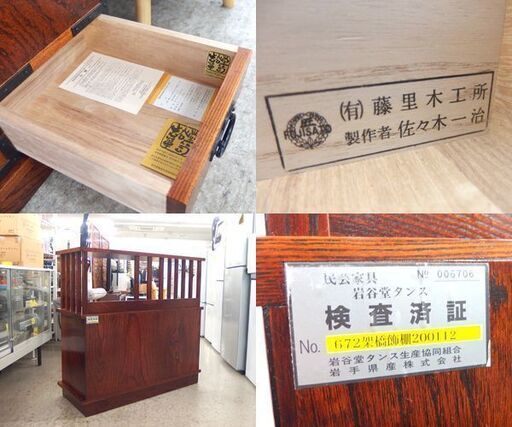 (有)藤里木工所
FUJISATO
製作者 佐々木一治
民芸家具 № 006706
岩谷堂タンス
検査済証
No. 672架橋飾棚200112
岩谷堂タンス生産協同組合
岩手県産株式会社